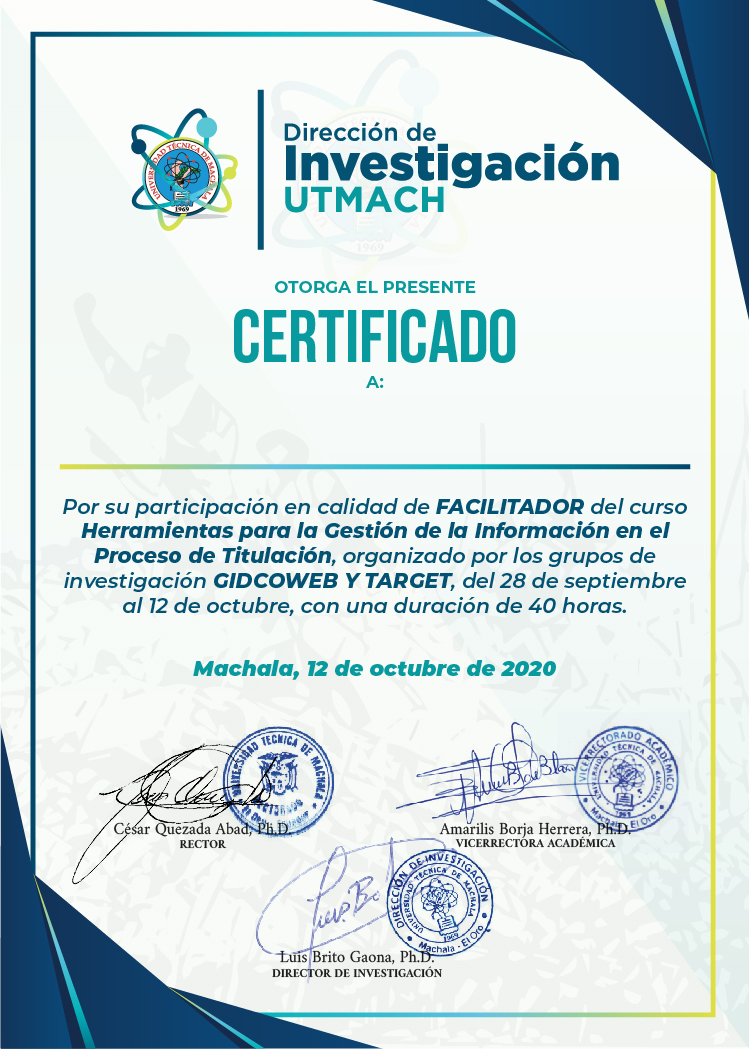 UNIVERSIDAD TÉCNICA DE MACHALA
1969
Dirección de
Investigación
UTMACH
OTORGA EL PRESENTE
CERTIFICADO
A:
Por su participación en calidad de FACILITADOR del curso
Herramientas para la Gestión de la Información en el
Proceso de Titulación, organizado por los grupos de
investigación GIDCOWEB Y TARGET, del 28 de septiembre
al 12 de octubre, con una duración de 40 horas.
Machala, 12 de octubre de 2020
UNIVERSIDAD TECNICA DE MACHALA
RECTORADO
César Quezada Abad, Ph.D.
RECTOR
VICERRECTORADO ACADÉMICO
UNIVERSIDAD TÉCNICA DE MACHALA
1969
Machala - El Oro
Amarilis Borja Herrera, Ph.D.
VICERRECTORA ACADÉMICA
DIRECCIÓN DE INVESTIGACIÓN
UNIVERSIDAD TÉCNICA DE MACHALA
1969
Machala - El Oro
Luis Brito Gaona, Ph.D.
DIRECTOR DE INVESTIGACIÓN